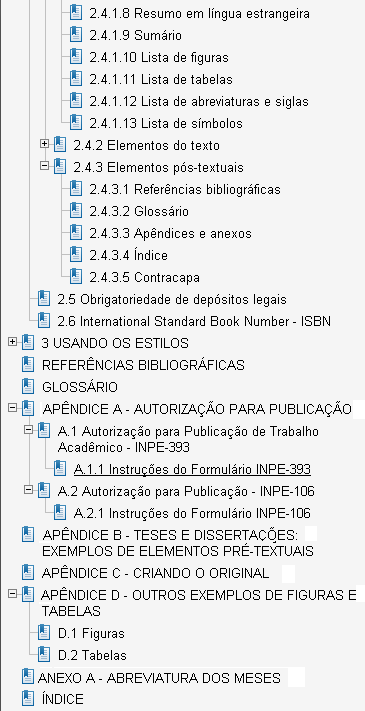 2.4.1.8 Resumo em língua estrangeira
2.4.1.9 Sumário
2.4.1.10 Lista de figuras
2.4.1.11 Lista de tabelas
2.4.1.12 Lista de abreviaturas e siglas
2.4.1.13 Lista de símbolos
2.4.2 Elementos do texto
2.4.3 Elementos pós-textuais
2.4.3.1 Referências bibliográficas
2.4.3.2 Glossário
2.4.3.3 Apêndices e anexos
2.4.3.4 Índice
2.4.3.5 Contracapa
2.5 Obrigatoriedade de depósitos legais
2.6 International Standard Book Number - ISBN
3 USANDO OS ESTILOS
REFERÊNCIAS BIBLIOGRÁFICAS
GLOSSÁRIO
APÊNDICE A - AUTORIZAÇÃO PARA PUBLICAÇÃO
A.1 Autorização para Publicação de Trabalho
Acadêmico - INPE-393
A.1.1 Instruções do Formulário INPE-393
A.2 Autorização para Publicação - INPE-106
A.2.1 Instruções do Formulário INPE-106
APÊNDICE B - TESES E DISSERTAÇÕES:
EXEMPLOS DE ELEMENTOS PRÉ-TEXTUAIS
APÊNDICE C - CRIANDO O ORIGINAL
APÊNDICE D - OUTROS EXEMPLOS DE FIGURAS E
TABELAS
D.1 Figuras
D.2 Tabelas
ANEXO A - ABREVIATURA DOS MESES
ÍNDICE